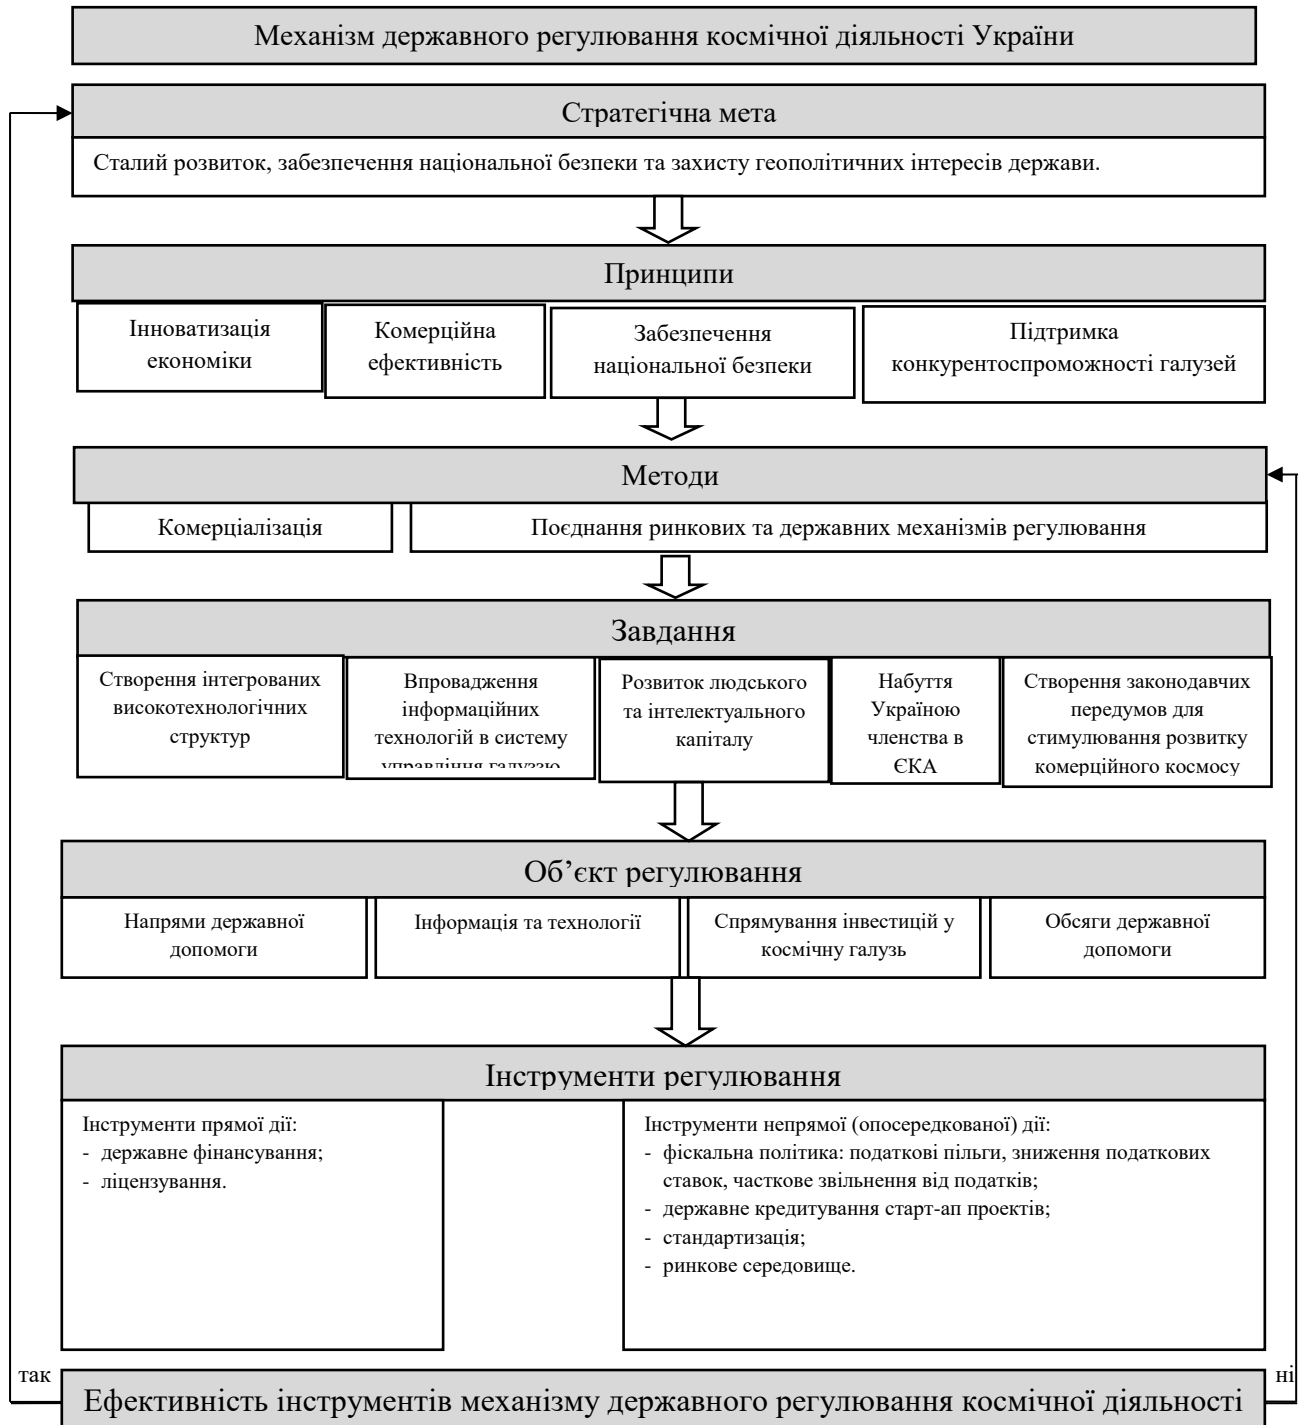 Механізм державного регулювання космічної діяльності України
Стратегічна мета
Сталий розвиток, забезпечення національної безпеки та захисту геополітичних інтересів держави.
Принципи
Інноватизація
економіки
Комерційна
ефективність
Забезпечення
національної безпеки
Підтримка
конкурентоспроможності галузей
Методи
Комерціалізація
Поєднання ринкових та державних механізмів регулювання
Завдання
Створення інтегрованих
високотехнологічних
структур
Впровадження
інформаційних
технологій в систему
управління галуззю
Розвиток людського
та інтелектуального
капіталу
Набуття
Україною
членства в
ЄКА
Створення законодавчих
передумов для
стимулювання розвитку
комерційного космосу
Об’єкт регулювання
Напрями державної
допомоги
Інформація та технології
Спрямування інвестицій у
космічну галузь
Обсяги державної
допомоги
Інструменти регулювання
Інструменти прямої дії:
- державне фінансування;
- ліцензування.
Інструменти непрямої (опосередкованої) дії:
- фіскальна політика: податкові пільги, зниження податкових
ставок, часткове звільнення від податків;
- державне кредитування старт-ап проектів;
- стандартизація;
- ринкове середовище.
так
ні
Ефективність інструментів механізму державного регулювання космічної діяльності